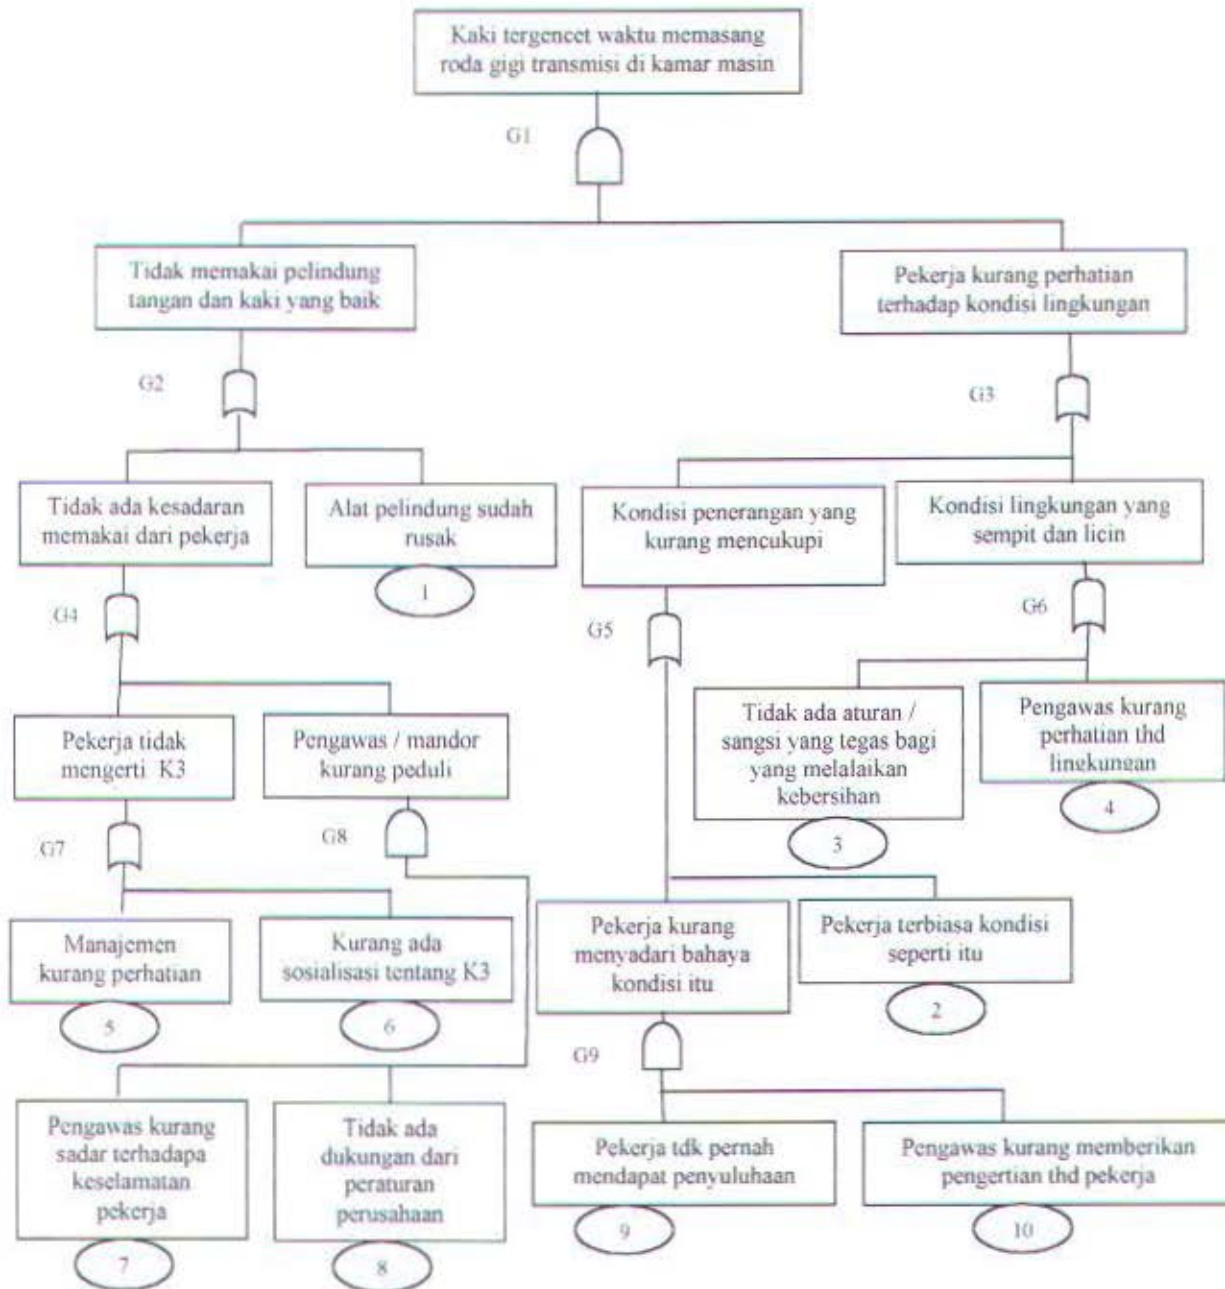 Kaki tergencet waktu memasang
roda gigi transmisi di kamar masin
G1
Tidak memakai pelindung
tangan dan kaki yang baik
Pekerja kurang perhatian
terhadap kondisi lingkungan
G2
G3
Tidak ada kesadaran
memakai dari pekerja
Alat pelindung sudah
rusak
1
Kondisi penerangan yang
kurang mencukupi
Kondisi lingkungan yang
sempit dan licin
G4
G5
G6
Pekerja tidak
mengerti K3
Pengawas / mandor
kurang peduli
Tidak ada aturan /
sangsi yang tegas bagi
yang melalaikan
kebersihan
3
Pengawas kurang
perhatian thd
lingkungan
4
G7
G8
Manajemen
kurang perhatian
5
Kurang ada
sosialisasi tentang K3
6
Pekerja kurang
menyadari bahaya
kondisi itu
Pekerja terbiasa kondisi
seperti itu
2
G9
Pengawas kurang
sadar terhadapa
keselamatan
pekerja
7
Tidak ada
dukungan dari
peraturan
perusahaan
8
Pekerja tdk pernah
mendapat penyuluhaan
9
Pengawas kurang memberikan
pengertian thd pekerja
10